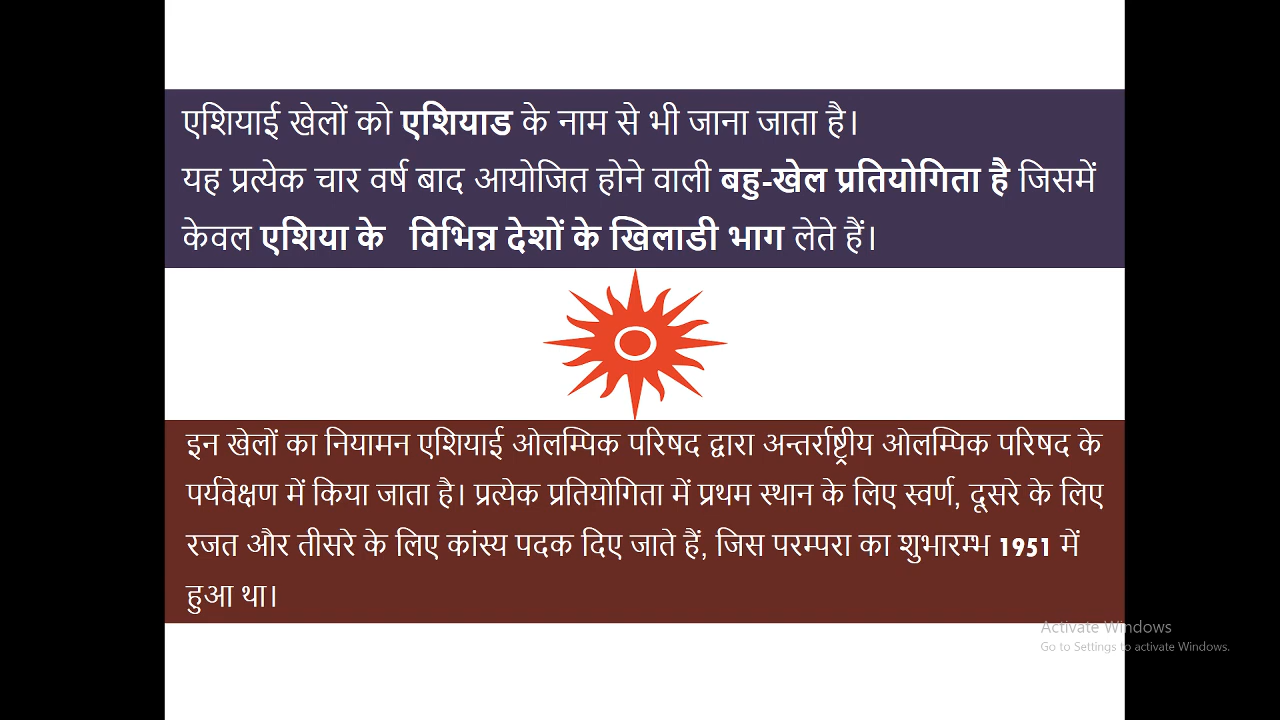 एशियाई खेलों को एशियाड के नाम से भी जाना जाता है।
यह प्रत्येक चार वर्ष बाद आयोजित होने वाली बहु-खेल प्रतियोगिता है जिसमें
केवल एशिया के विभिन्न देशों के खिलाडी भाग लेते हैं।
इन खेलों का नियामन एशियाई ओलम्पिक परिषद द्वारा अन्तर्राष्ट्रीय ओलम्पिक परिषद के
पर्यवेक्षण में किया जाता है। प्रत्येक प्रतियोगिता में प्रथम स्थान के लिए स्वर्ण, दूसरे के लिए
रजत और तीसरे के लिए कांस्य पदक दिए जाते हैं, जिस परम्परा का शुभारम्भ 1951 में
हुआ था।
Activate Windows
Go to Settings to activate Windows.